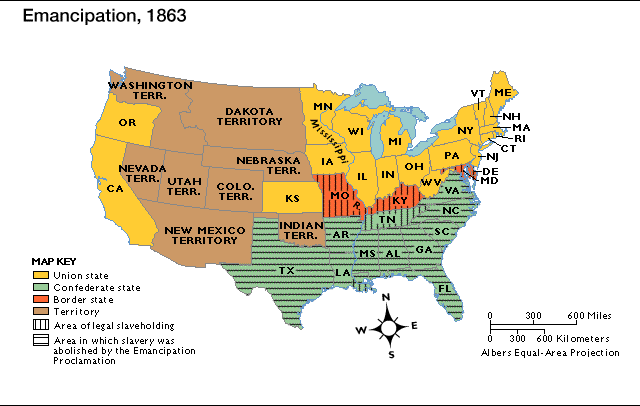 Emancipation, 1863
WASHINGTON
TERR.
OR
DAKOTA
TERRITORY
MN
Mississippi
R.
WI
MI
VT
ME
NH
MA
RI
CT
NY
PA
NJ
DE
MD
NEVADA
TERR.
CA
UTAH
TERR.
COLO.
TERR.
NEBRASKA
TERR.
IA
IL
IN
OH
WV
VA
KS
MO
KY
NC
TN
SC
NEW MEXICO
TERRITORY
INDIAN
TERR.
AR
MS
AL
GA
TX
LA
FL
MAP KEY
Union state
Confederate state
Border state
Territory
Area of legal slaveholding
Area in which slavery was
abolished by the Emancipation
Proclamation
N
W
E
S
0 300 600 Miles
0 300 600 Kilometers
Albers Equal-Area Projection